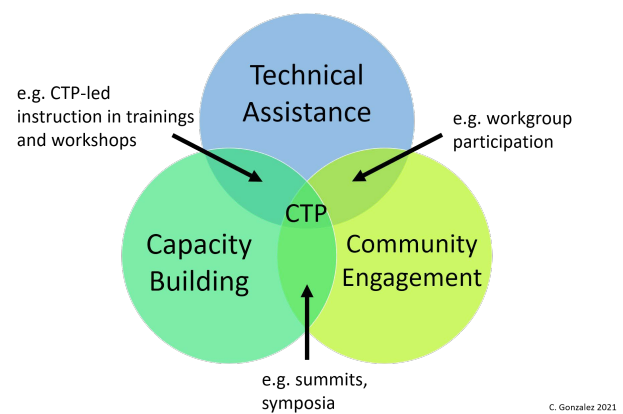 Technical
Assistance
e.g. CTP-led
instruction in trainings
and workshops
e.g. workgroup
participation
CTP
Capacity
Building
Community
Engagement
e.g. summits,
symposia
C. Gonzalez 2021